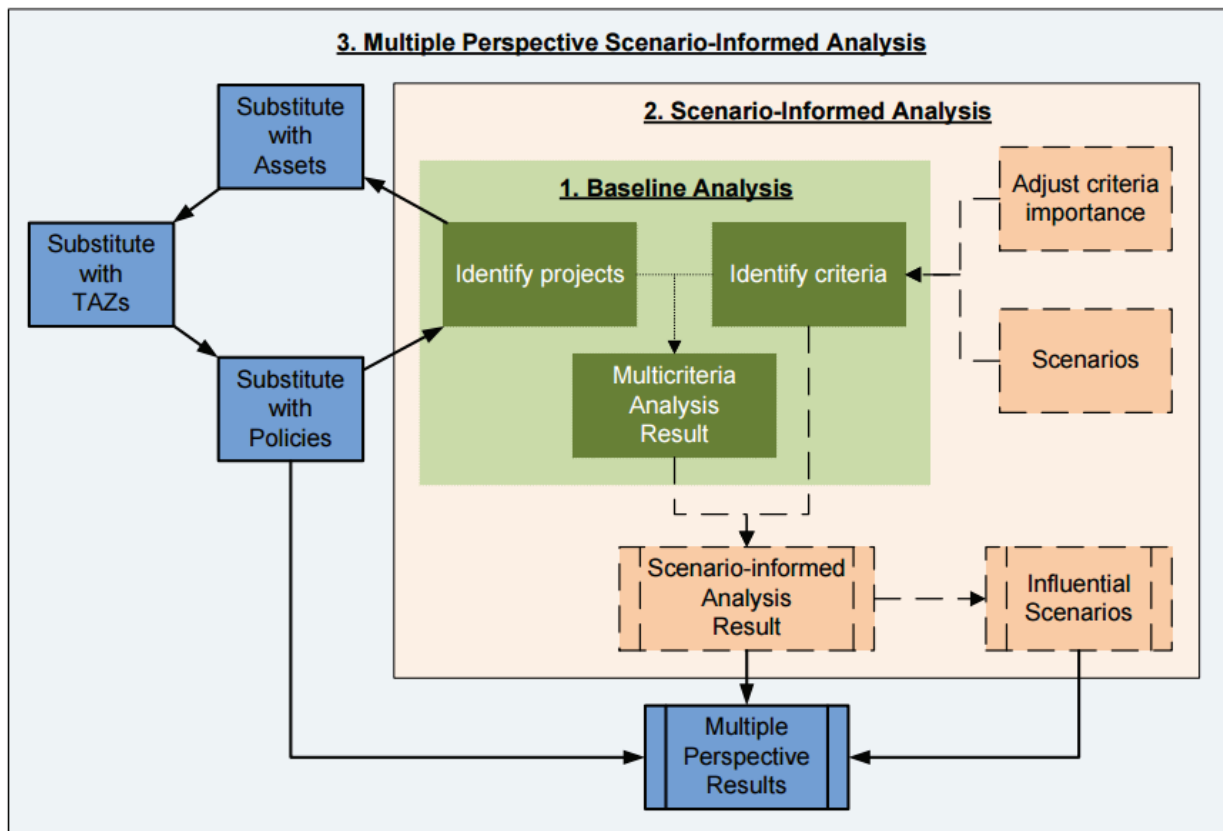 3. Multiple Perspective Scenario-Informed Analysis
Substitute
with
Assets
2. Scenario-Informed Analysis
1. Baseline Analysis
Adjust criteria
importance
Substitute
with
TAZs
Identify projects
Identify criteria
Scenarios
Substitute
with
Policies
Multicriteria
Analysis
Result
Scenario-informed
Analysis
Result
Influential
Scenarios
Multiple
Perspective
Results